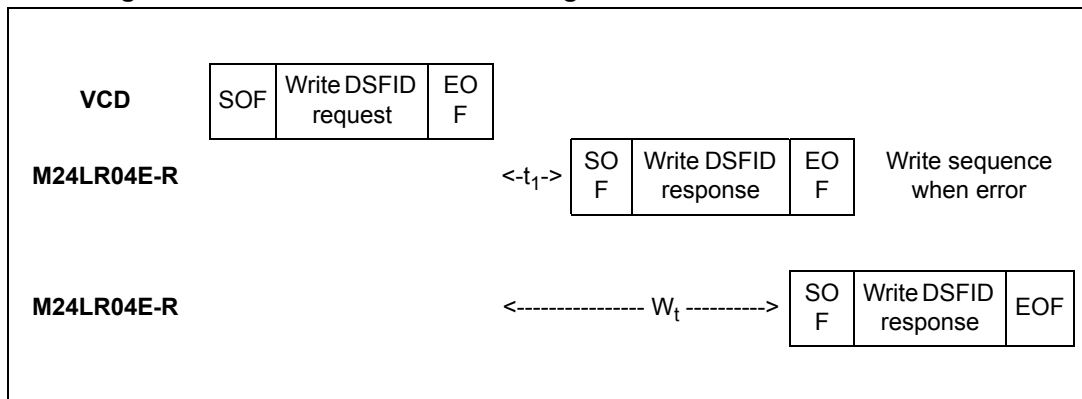 VCD
SOF
Write DSFID
request
EO
F
M24LR04E-R
<-t1->
SO
F
Write DSFID
response
EO
F
Write sequence
when error
M24LR04E-R
<---------------- Wt ---------->
SO
F
Write DSFID
response
EOF